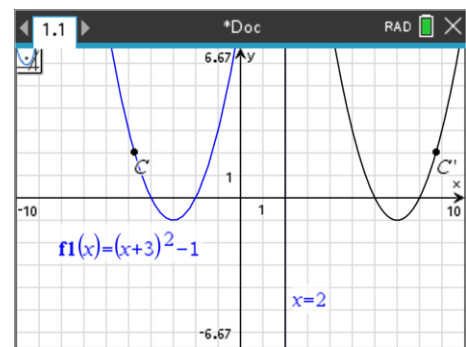 1.1 *Doc RAD
6.67 y
C C'
1 x
-10 1 10
f1(x)=(x+3)²-1
x=2
-6.67